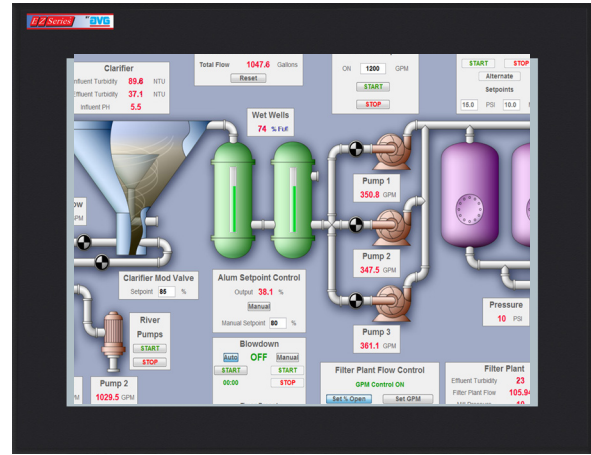 EZ Series by AVG
Total Flow 1047.6 Gallons
Reset
ON 1200 GPM
START
STOP
START STOP
Alternate
Setpoints
15.0 PSI 10.0
Clarifier
Influent Turbidity 89.6 NTU
Effluent Turbidity 37.1 NTU
Influent PH 5.5
Wet Wells
74 % Full
Pump 1
350.8 GPM
Pump 2
347.5 GPM
Pump 3
361.1 GPM
Clarifier Mod Valve
Setpoint 85 %
Alum Setpoint Control
Output 38.1 %
Manual
Manual Setpoint 80 %
Pressure
10 PSI
River
Pumps
START
STOP
Pump 2
1029.5 GPM
Blowdown
Auto OFF Manual
START START
00:00 STOP
Filter Plant Flow Control
GPM Control ON
Set % Open Set GPM
Filter Plant
Effluent Turbidity 23
Filter Plant Flow 105.94